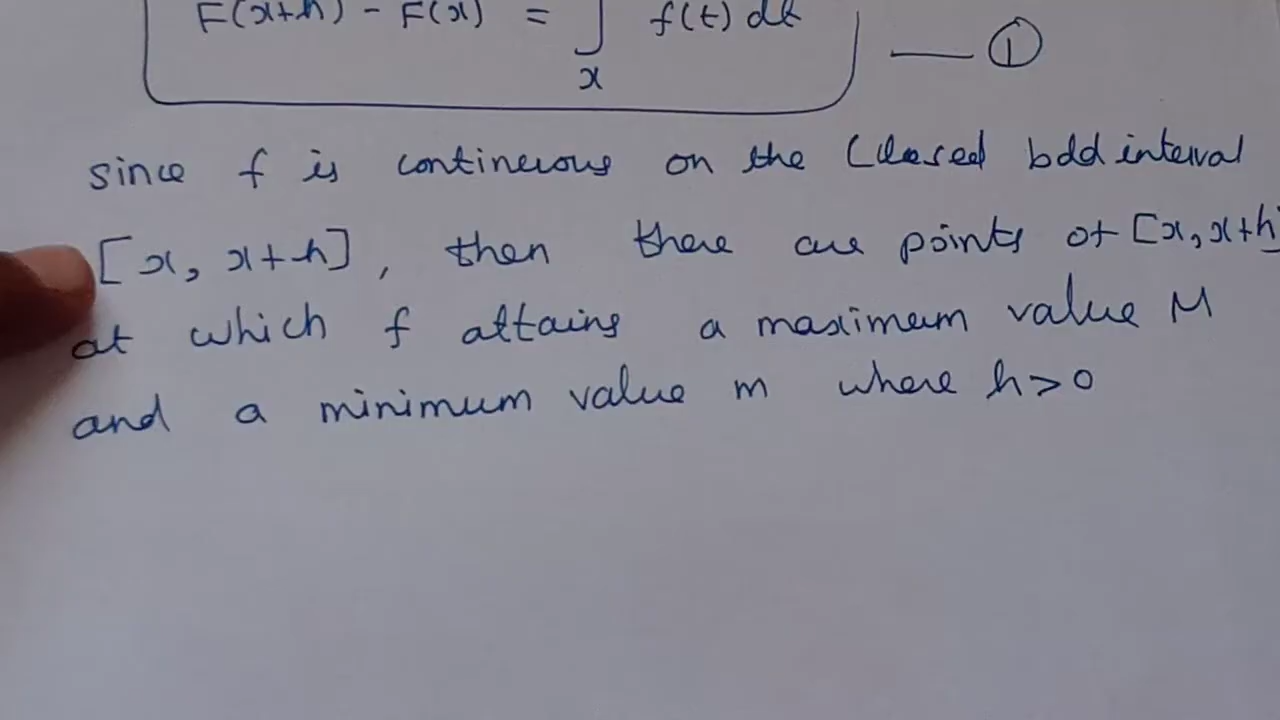 F(x+h) - F(x) = ∫ f(t) dt — ①
x
since f is continuous on the closed bdd interval
[x, x+h], then there are points of [x, x+h]
at which f attains a maximum value M
and a minimum value m where h>0